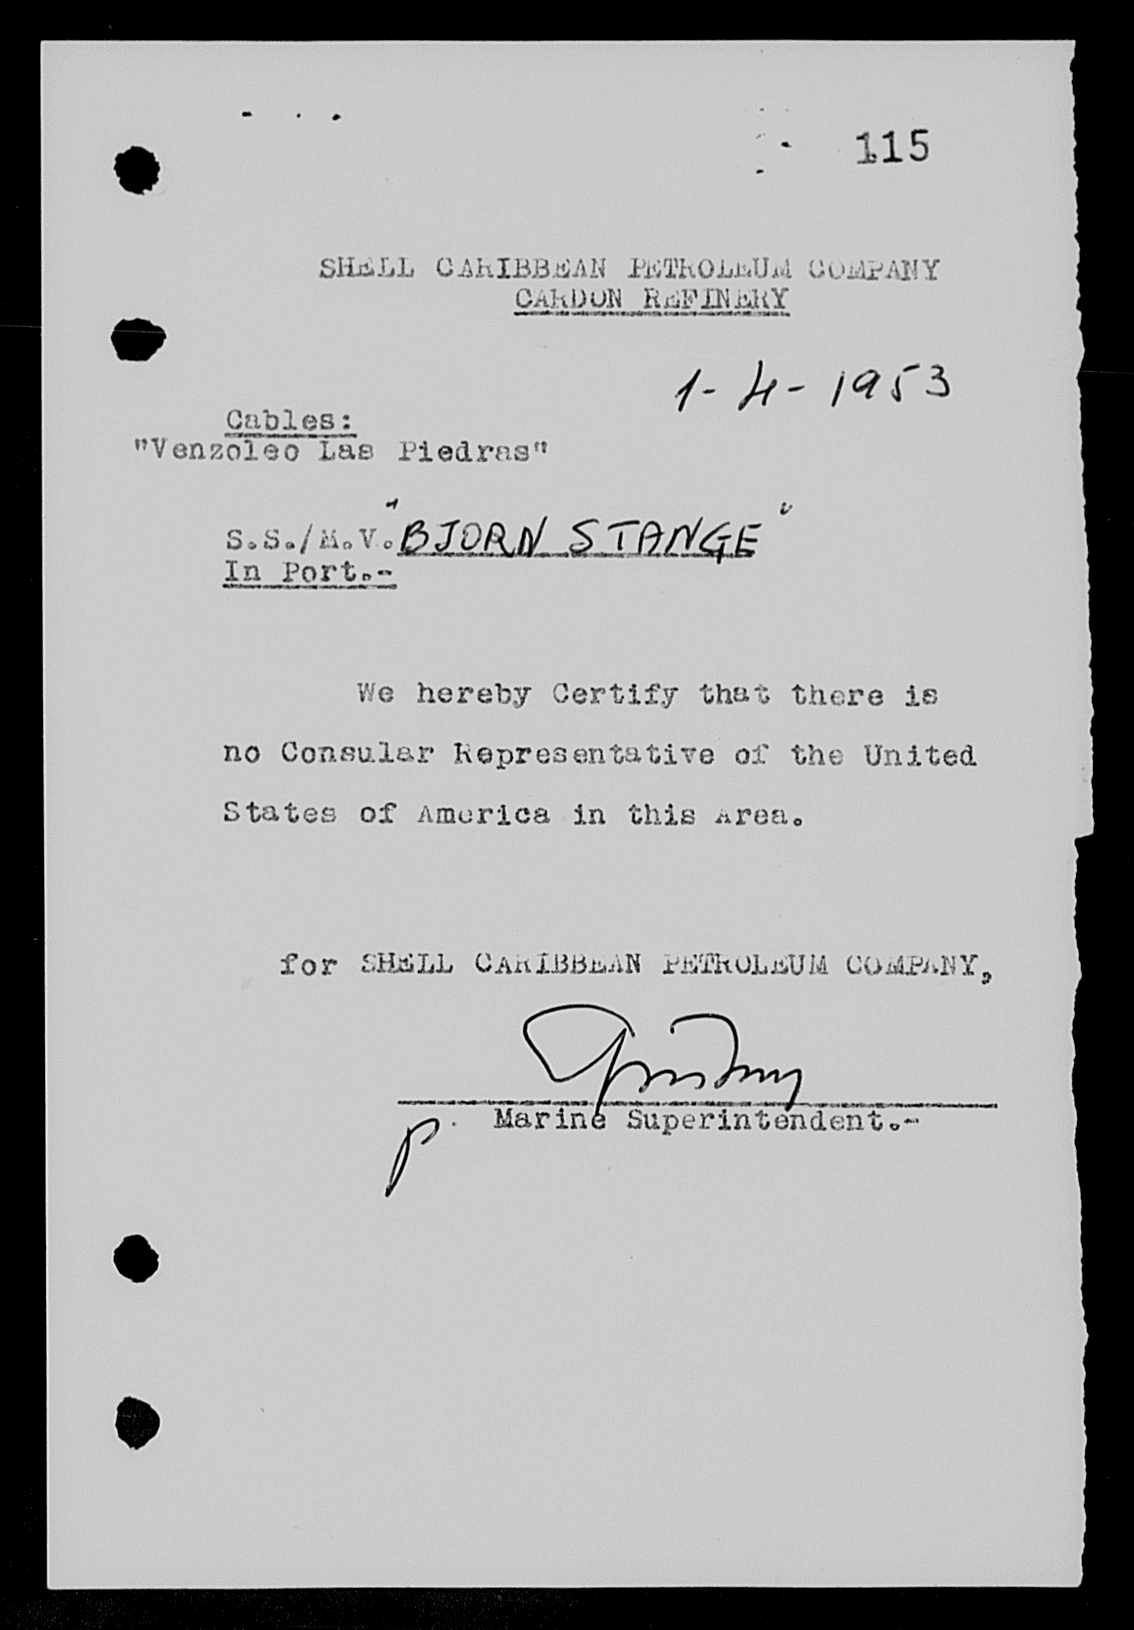 115
SHELL CARIBBEAN PETROLEUM COMPANY
CARDON REFINERY
1-4-1953
Cables:
"Venzoleo Las Piedras"
S.S./M.V. "BJORN STANGE"
In Port.-
We hereby Certify that there is
no Consular Representative of the United
States of America in this Area.
for SHELL CARIBBEAN PETROLEUM COMPANY,
p. Marine Superintendent.-